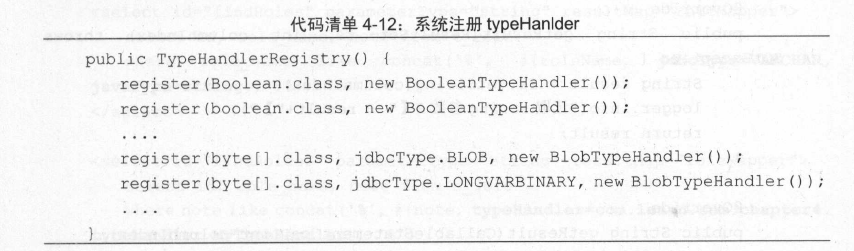 代码清单 4-12：系统注册 typeHanlder
public TypeHandlerRegistry() {
register(Boolean.class, new BooleanTypeHandler());
register(boolean.class, new BooleanTypeHandler());
....
register(byte[].class, jdbcType.BLOB, new BlobTypeHandler());
register(byte[].class, jdbcType.LONGVARBINARY, new BlobTypeHandler());
....
}